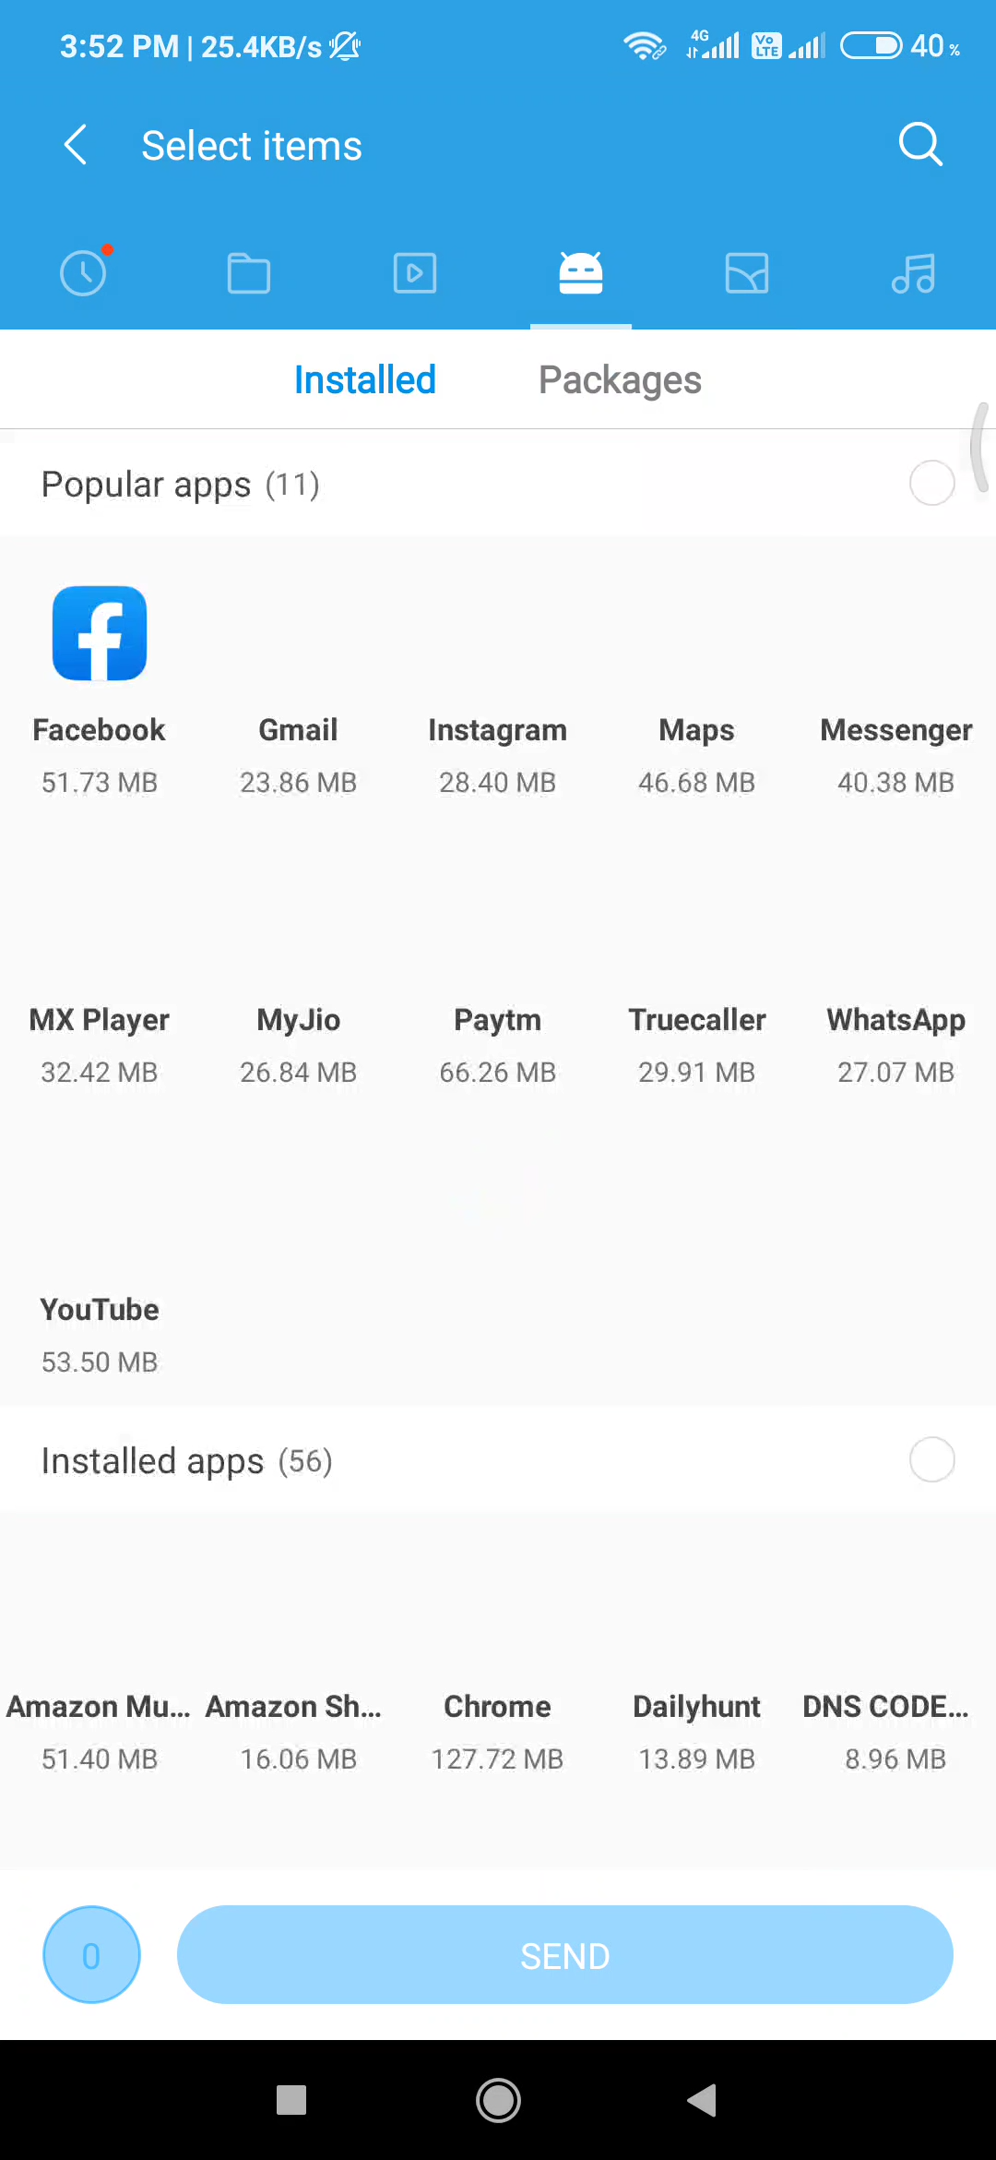 3:52 PM | 25.4KB/s 4G Vo LTE 40 %
Select items
Installed Packages
Popular apps (11)
Facebook Gmail Instagram Maps Messenger
51.73 MB 23.86 MB 28.40 MB 46.68 MB 40.38 MB
MX Player MyJio Paytm Truecaller WhatsApp
32.42 MB 26.84 MB 66.26 MB 29.91 MB 27.07 MB
YouTube
53.50 MB
Installed apps (56)
Amazon Mu... Amazon Sh... Chrome Dailyhunt DNS CODE...
51.40 MB 16.06 MB 127.72 MB 13.89 MB 8.96 MB
0 SEND